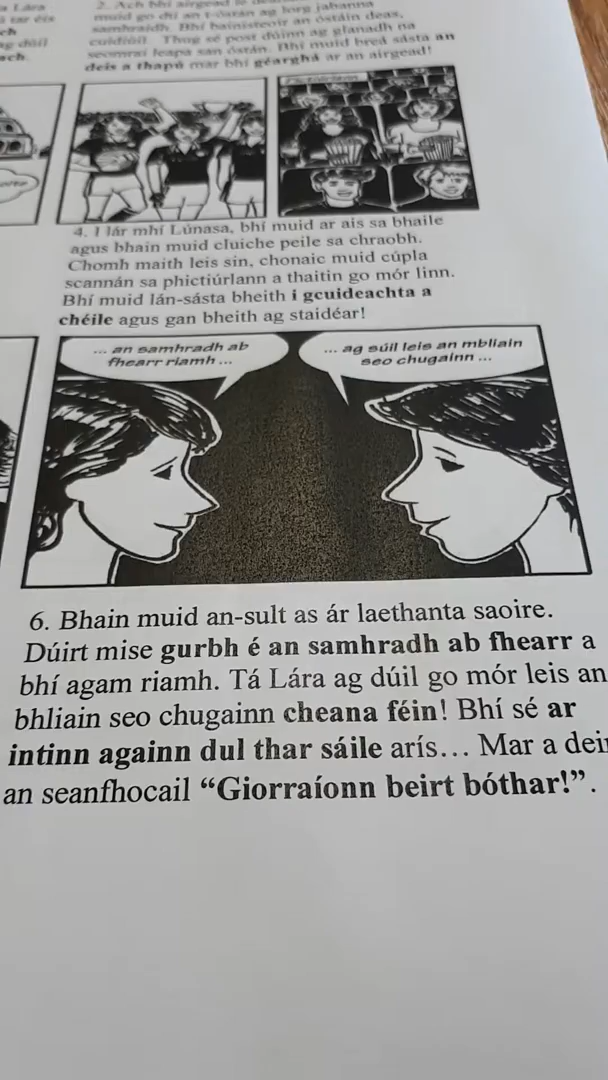 2. Ach bhí airgead
muid go dtí an t-óstán ag lorg jabanna
samhraidh. Bhí bainisteoir an óstáin deas,
cuidiúil. Thug sé post dúinn ag glanadh na
seomraí leapa san óstán. Bhí muid breá sásta an
deis a thapú mar bhí géarghá ar an airgead!
4. I lár mhí Lúnasa, bhí muid ar ais sa bhaile
agus bhain muid cluiche peile sa chraobh.
Chomh maith leis sin, chonaic muid cúpla
scannán sa phictiúrlann a thaitin go mór linn.
Bhí muid lán-sásta bheith i gcuideachta a
chéile agus gan bheith ag staidéar!
... an samhradh ab
fhearr riamh ...
... ag súil leis an mbliain
seo chugainn ...
6. Bhain muid an-sult as ár laethanta saoire.
Dúirt mise gurbh é an samhradh ab fhearr a
bhí agam riamh. Tá Lára ag dúil go mór leis an
bhliain seo chugainn cheana féin! Bhí sé ar
intinn againn dul thar sáile arís... Mar a deir
an seanfhocail “Giorraíonn beirt bóthar!”.